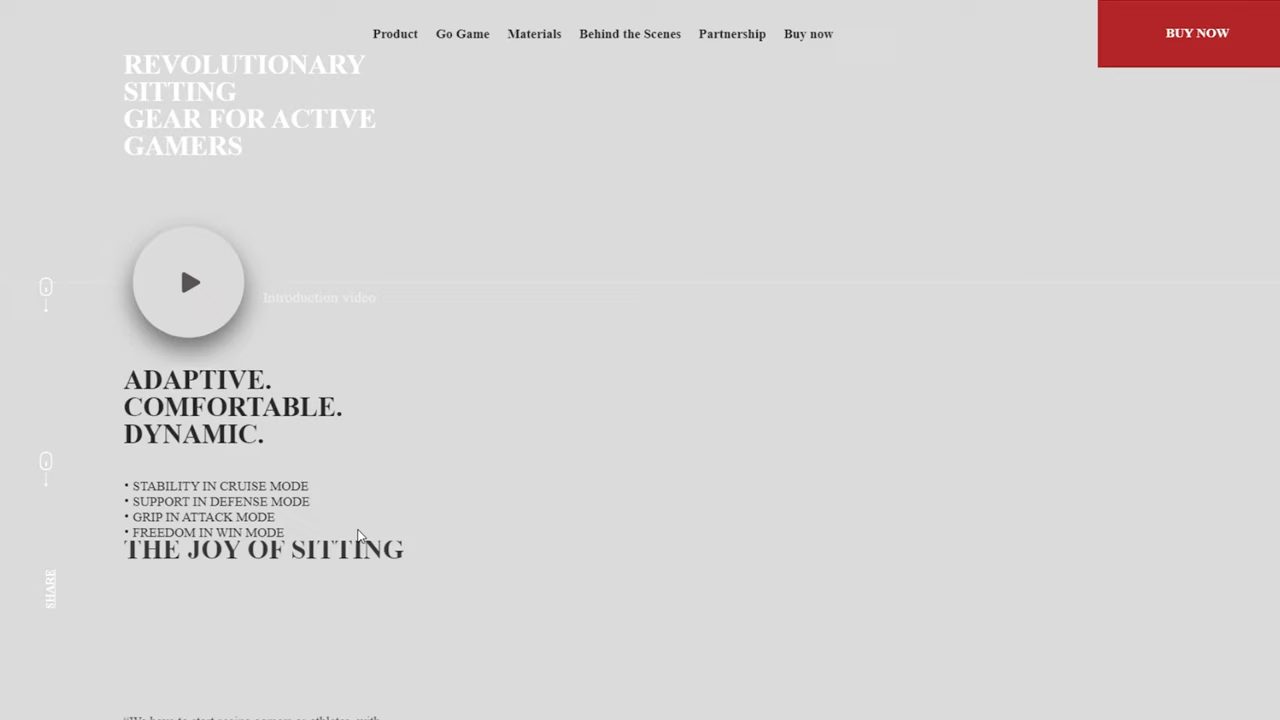 Product
Go Game
Materials
Behind the Scenes
Partnership
Buy now
BUY NOW
REVOLUTIONARY
SITTING
GEAR FOR ACTIVE
GAMERS
Introduction video
ADAPTIVE.
COMFORTABLE.
DYNAMIC.
• STABILITY IN CRUISE MODE
• SUPPORT IN DEFENSE MODE
• GRIP IN ATTACK MODE
• FREEDOM IN WIN MODE
THE JOY OF SITTING
SHARE